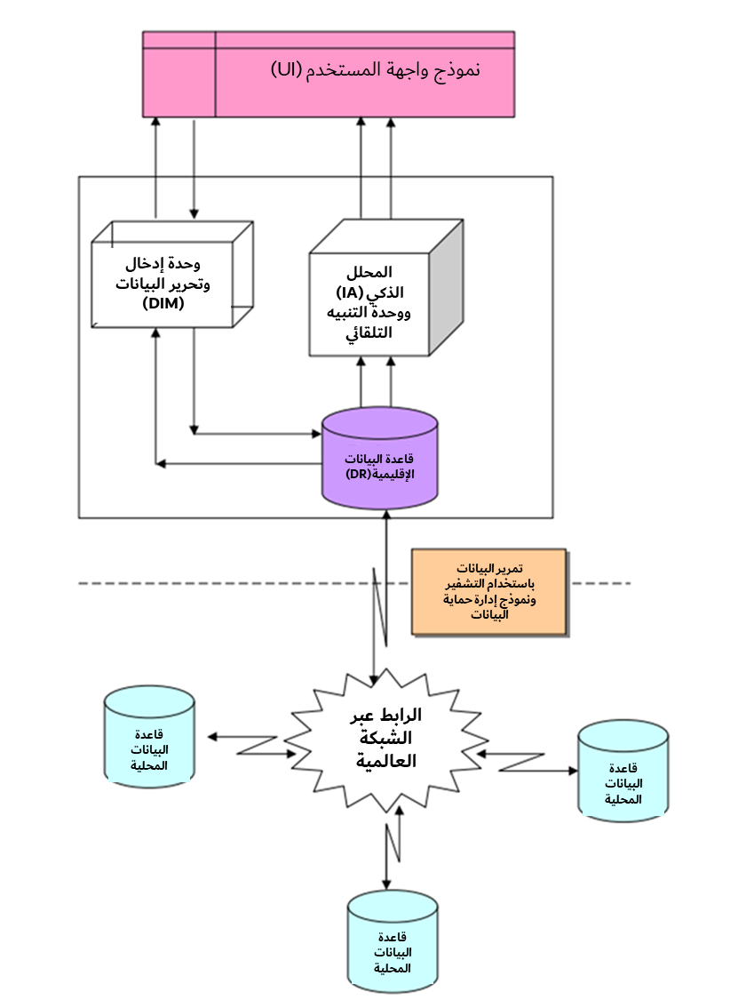 نموذج واجهة المستخدم (UI)
وحدة إدخال
وتحرير البيانات
(DIM)
المحلل
الذكي (IA)
ووحدة التنبيه
التلقائي
قاعدة البيانات
الإقليمية(DR)
تمرير البيانات
باستخدام التشفير
ونموذج إدارة حماية
البيانات
الرابط عبر
الشبكة
العالمية
قاعدة
البيانات
المحلية
قاعدة
البيانات
المحلية
قاعدة
البيانات
المحلية